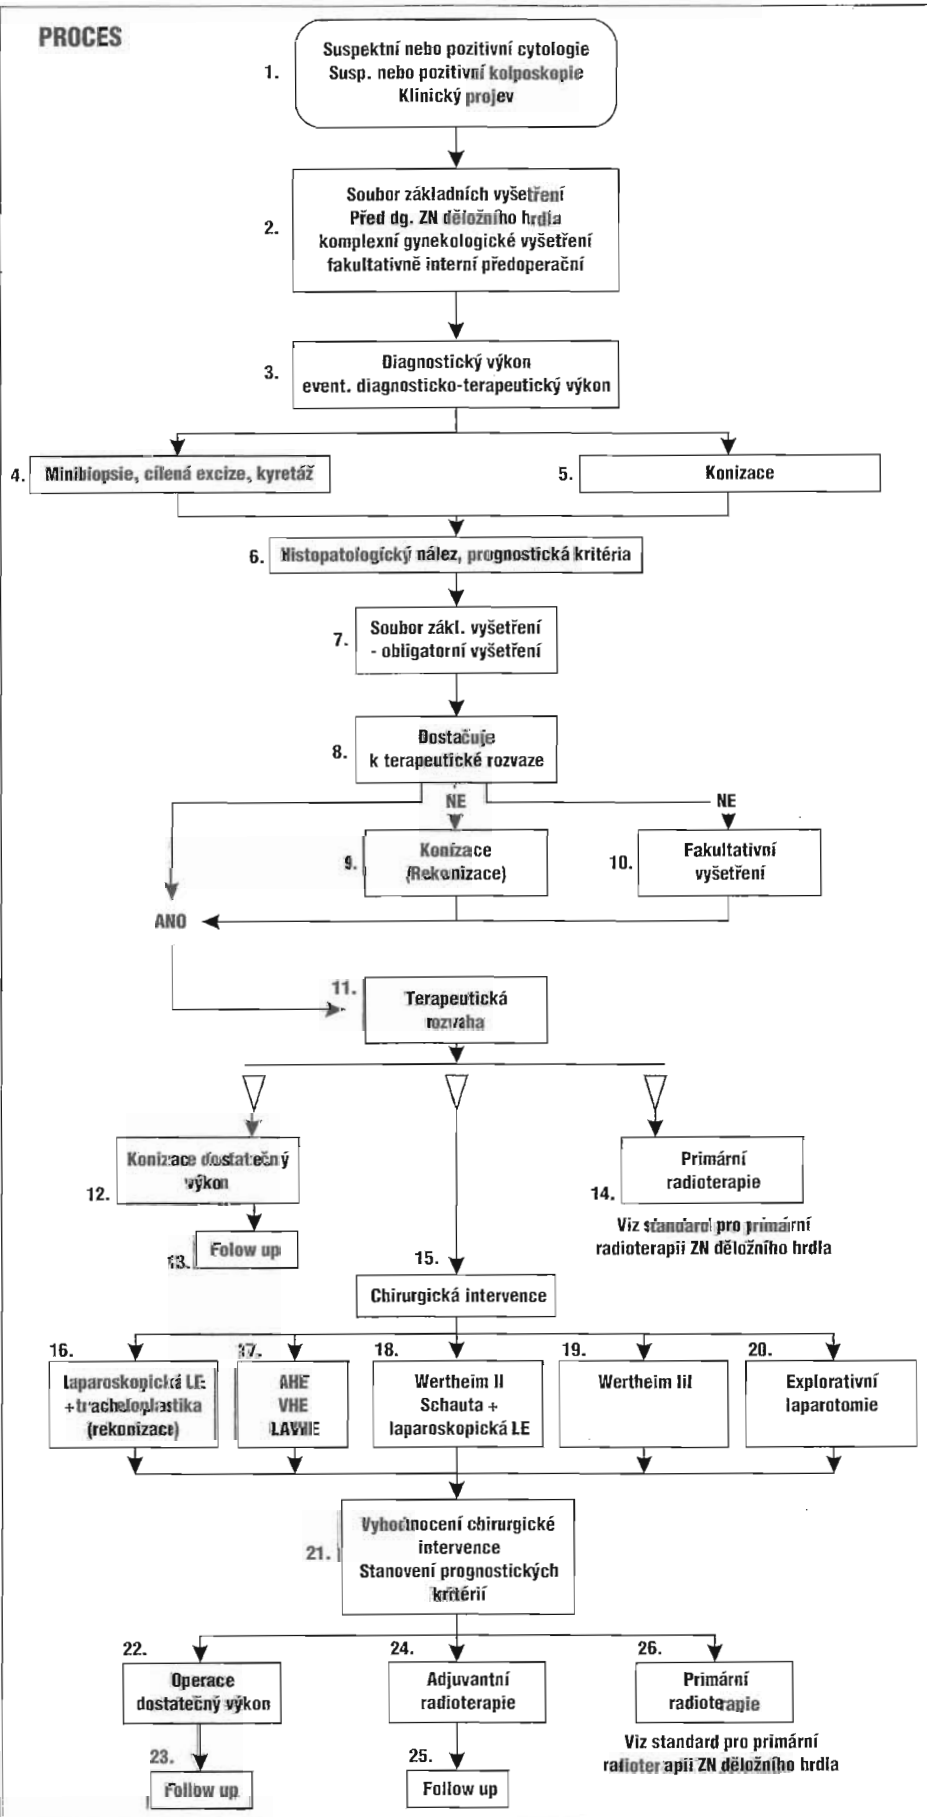 PROCES
1.
Suspektní nebo pozitivní cytologie
Susp. nebo pozitivní kolposkopie
Klinický projev
2.
Soubor základních vyšetření
Před dg. ZN děložního hrdla
komplexní gynekologické vyšetření
fakultativně interní předoperační
3.
Diagnostický výkon
event. diagnosticko-terapeutický výkon
4. Minibiopsie, cílená excize, kyretáž
5. Konizace
6. Histopatologický nález, prognostická kritéria
7.
Soubor zákl. vyšetření
- obligatorní vyšetření
8.
Dostačuje
k terapeutické rozvaze
NE
NE
9.
Konizace
(Rekonizace)
10.
Fakultativní
vyšetření
ANO
11.
Terapeutická
rozvaha
12.
Konizace dostatečný
výkon
13. Folow up
14.
Primární
radioterapie
Viz standard pro primární
radioterapii ZN děložního hrdla
15.
Chirurgická intervence
16.
Laparoskopická LE
+tracheloplastika
(rekonizace)
17.
AHE
VHE
LAVHE
18.
Wertheim II
Schauta +
laparoskopická LE
19.
Wertheim III
20.
Explorativní
laparotomie
21.
Vyhodnocení chirurgické
intervence
Stanovení prognostických
kritérií
22.
Operace
dostatečný výkon
23.
Follow up
24.
Adjuvantní
radioterapie
25.
Follow up
26.
Primární
radioterapie
Viz standard pro primární
radioterapii ZN děložního hrdla